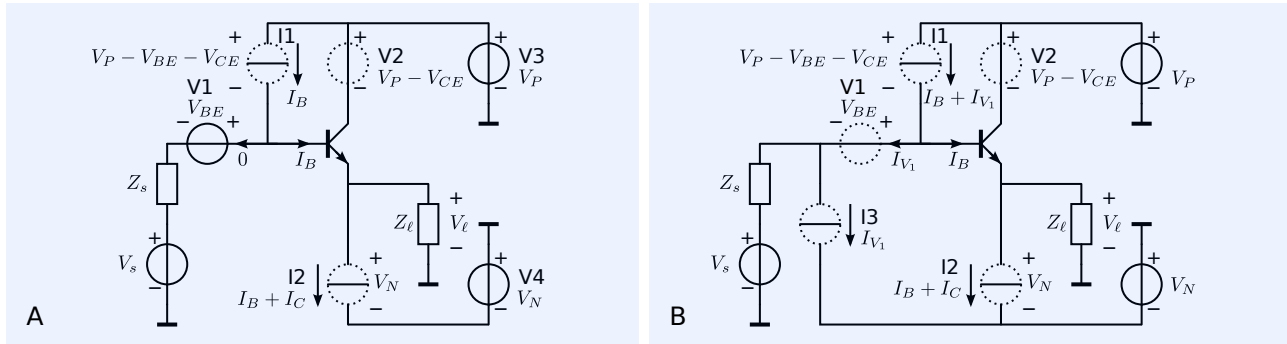 + I1 + V2 + V3
V_P − V_BE − V_CE V_P − V_CE V_P
− I_B − −
V1
V_BE
− +
0 I_B
Z_s
+ V_s −
Z_ℓ + V_ℓ −
I2 + V_N −
I_B + I_C
+ V4
V_N −
A
+ I1 + V2 +
V_P − V_BE − V_CE V_P − V_CE V_P
− I_B + I_V1 − −
V1
V_BE
− +
I_V1 I_B
Z_s
+ V_s −
I3
I_V1
Z_ℓ + V_ℓ −
I2 + V_N −
I_B + I_C
+ V_N −
B